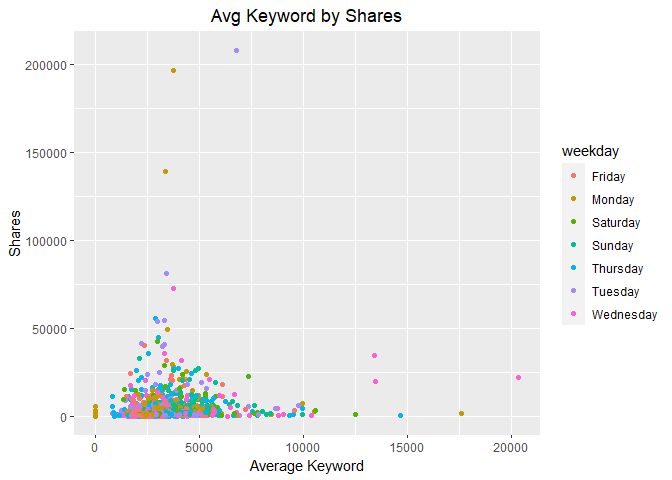 Avg Keyword by Shares
200000
150000
100000
50000
0
Shares
0 5000 10000 15000 20000
Average Keyword
weekday
Friday
Monday
Saturday
Sunday
Thursday
Tuesday
Wednesday